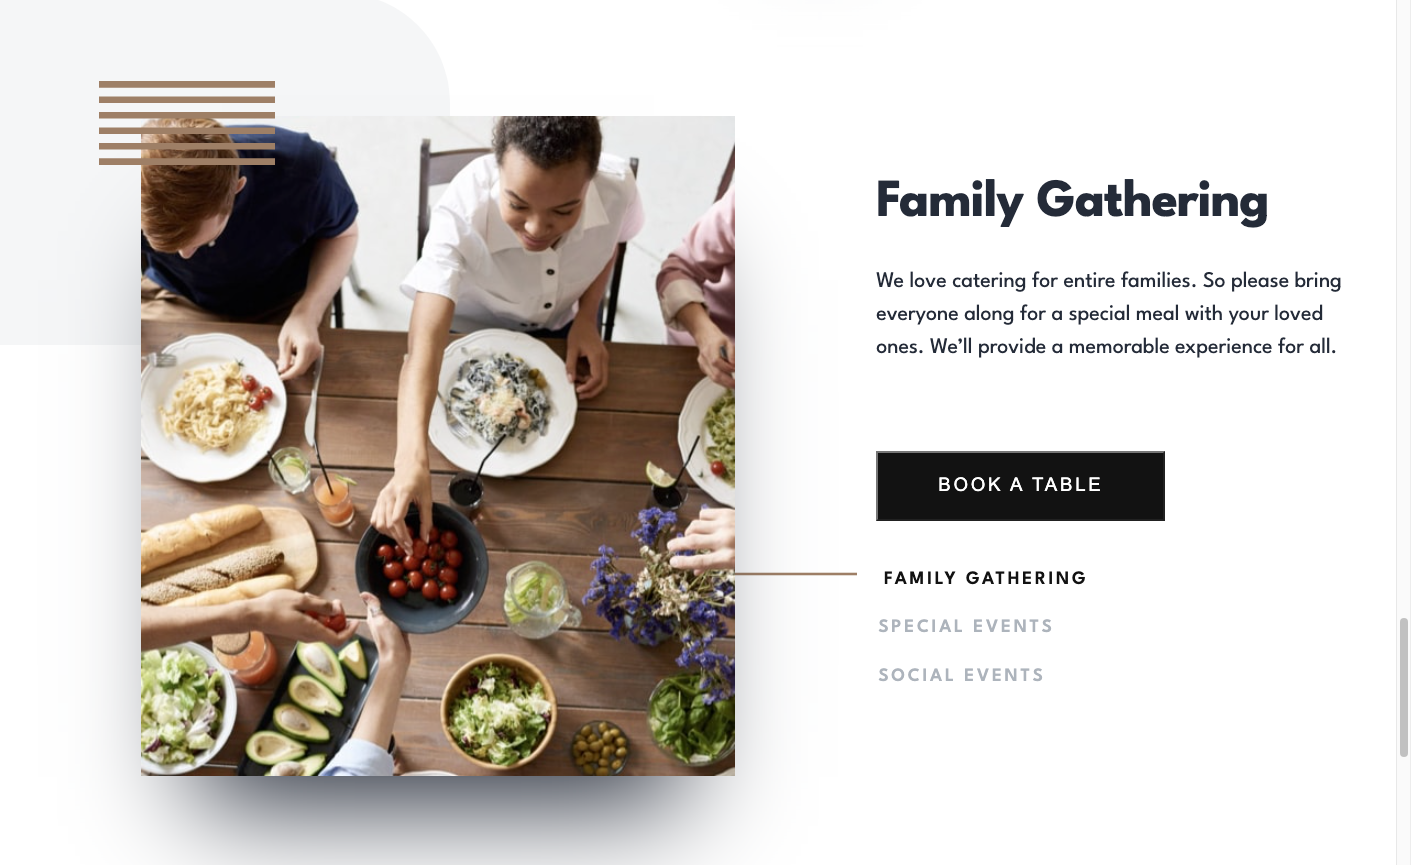 Family Gathering
We love catering for entire families. So please bring
everyone along for a special meal with your loved
ones. We’ll provide a memorable experience for all.
BOOK A TABLE
FAMILY GATHERING
SPECIAL EVENTS
SOCIAL EVENTS